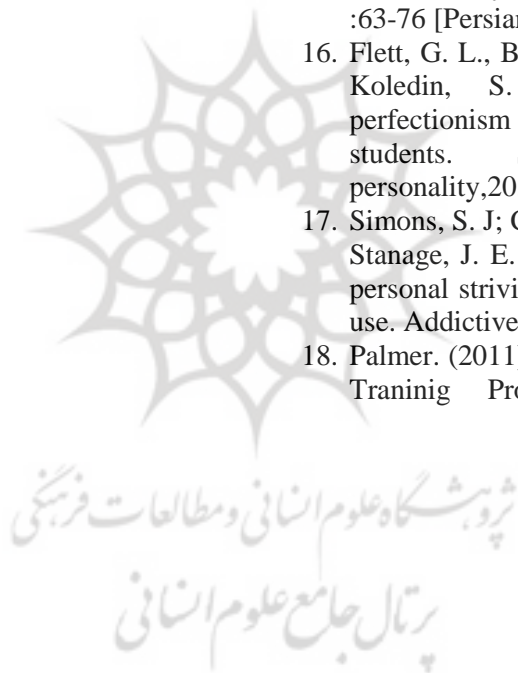 :63-76 [Persian
16. Flett, G. L., B
Koledin, S.
perfectionism
students.
personality,20
17. Simons, S. J; C
Stanage, J. E.
personal strivi
use. Addictive
18. Palmer. (2011
Traninig Pro
پژوهشگاه علوم انسانی و مطالعات فرهنگی
پرتال جامع علوم انسانی